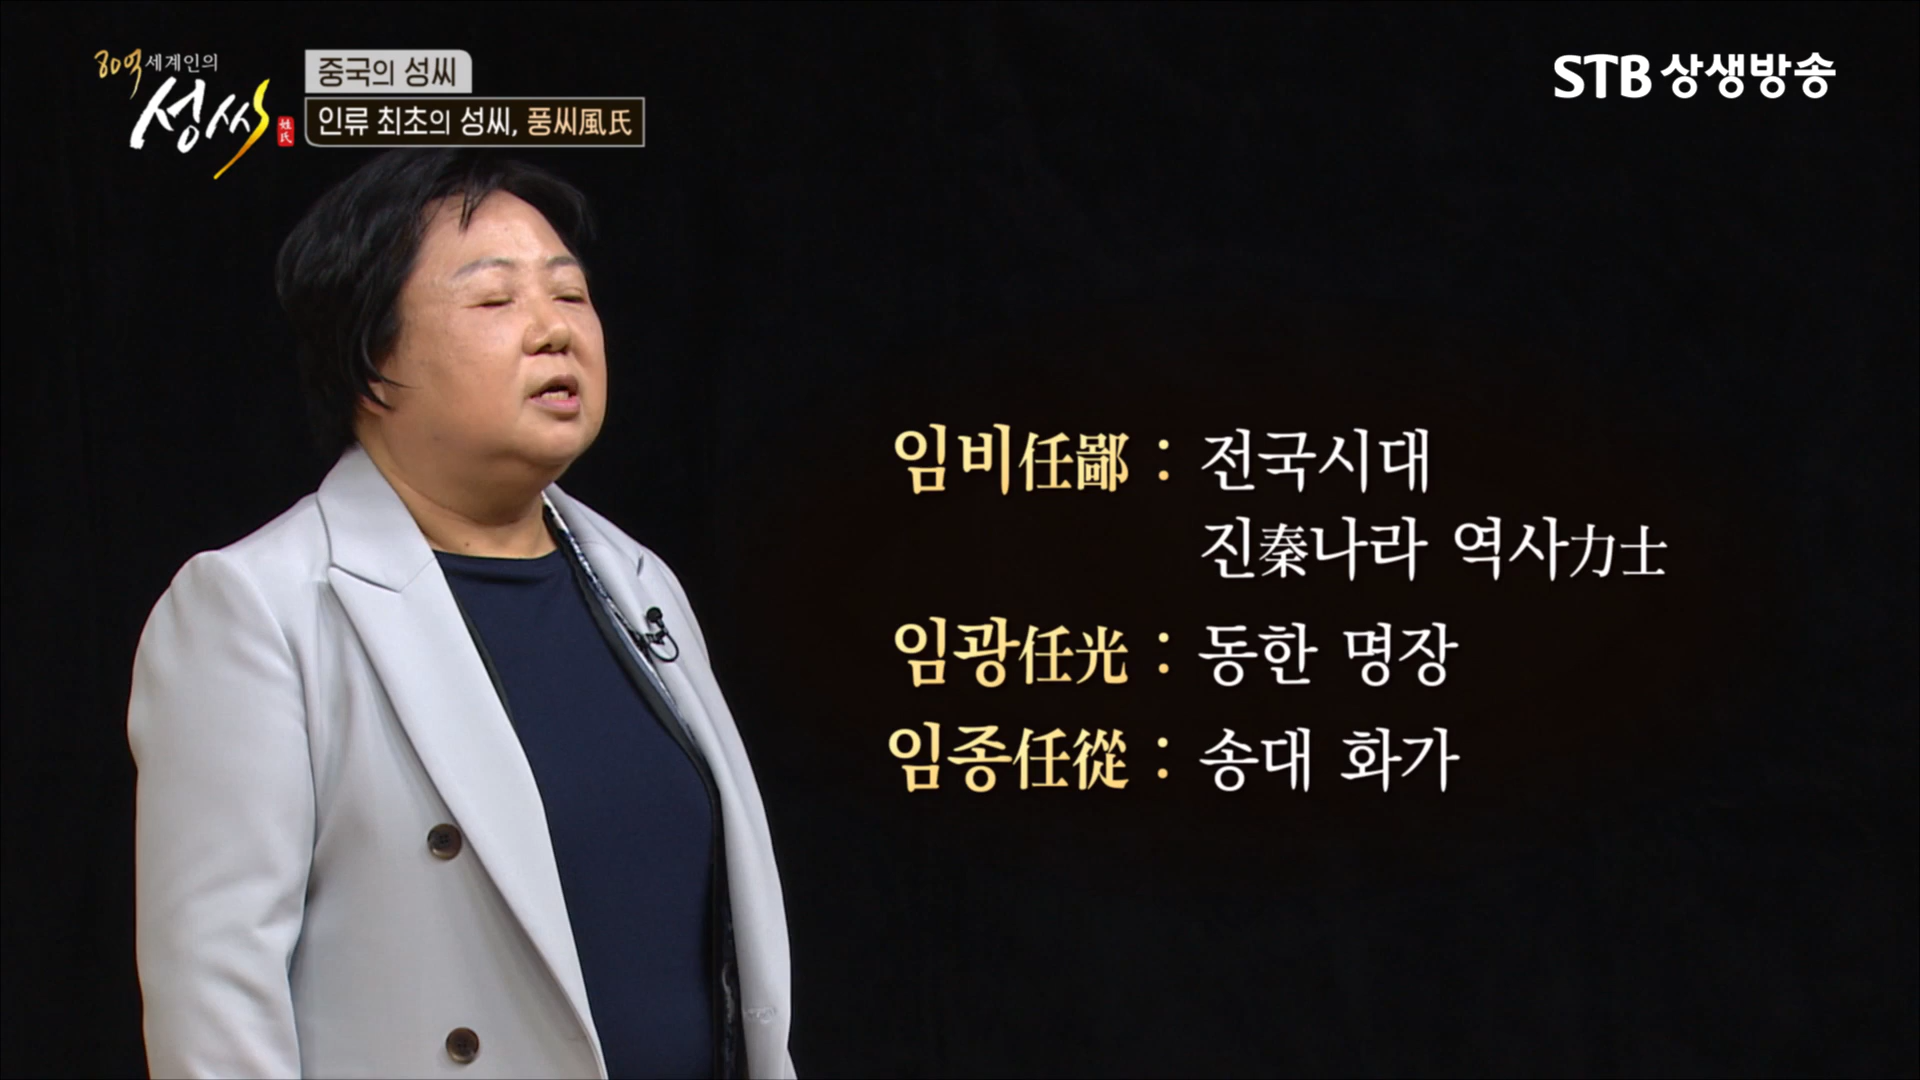 80억 세계인의
성씨
姓氏
중국의 성씨
인류 최초의 성씨, 풍씨風氏
STB 상생방송
임비任鄙 : 전국시대
진秦나라 역사力士
임광任光 : 동한 명장
임종任從 : 송대 화가